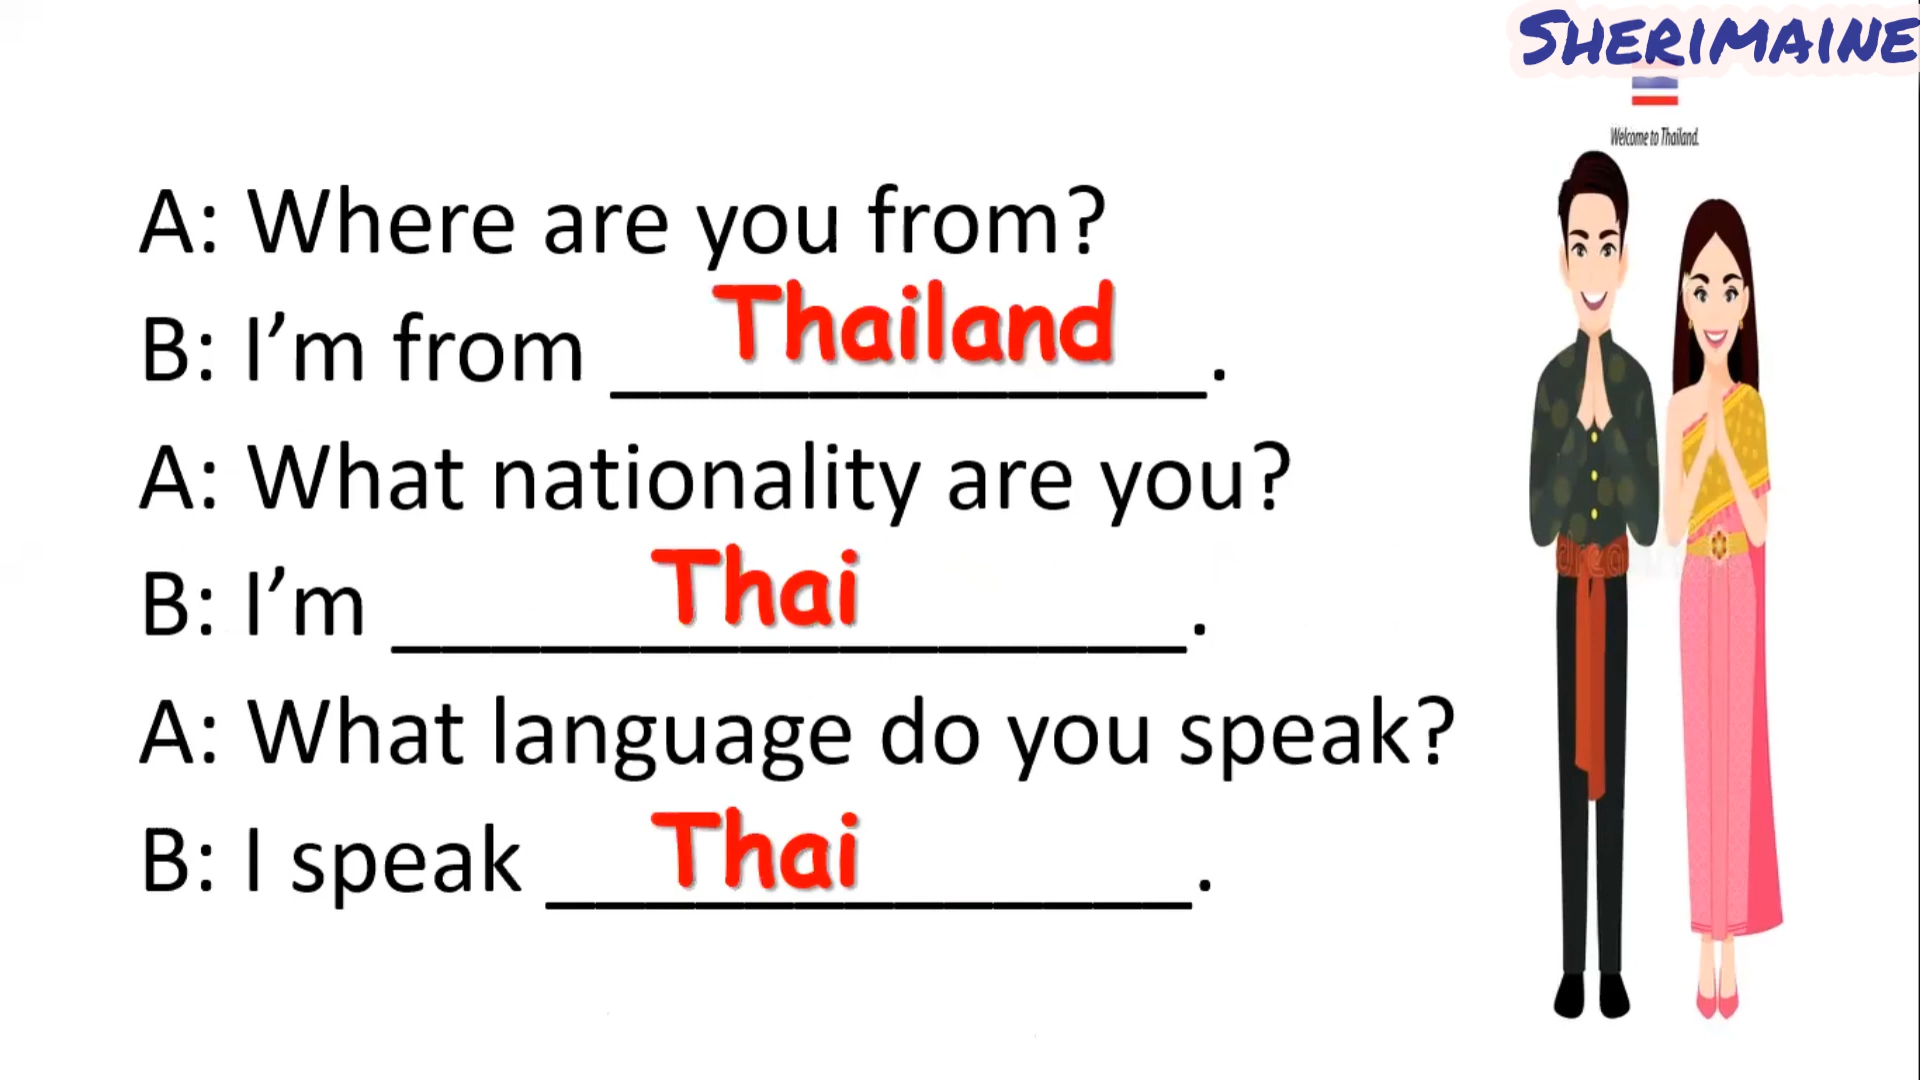 SHERIMAINE
Welcome to Thailand.
A: Where are you from?
B: I’m from Thailand.
A: What nationality are you?
B: I’m Thai.
A: What language do you speak?
B: I speak Thai.